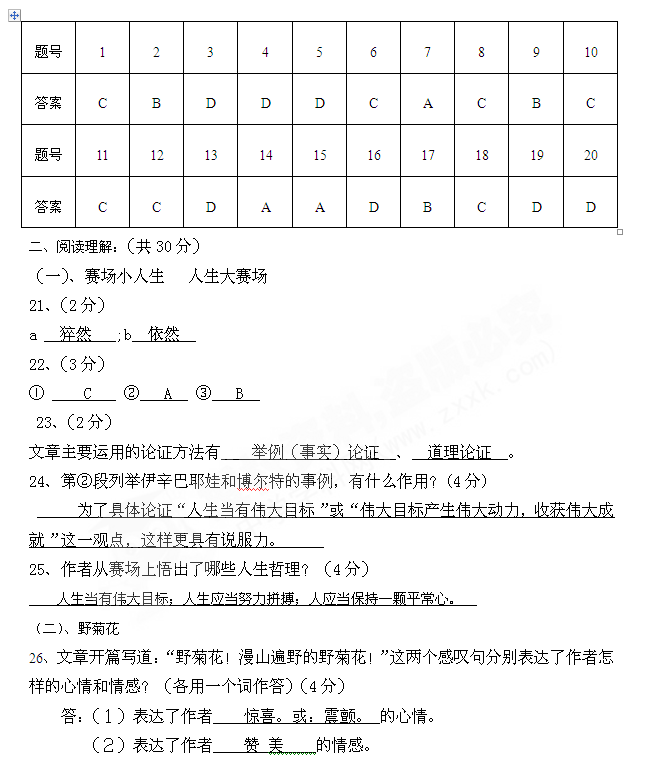 题号 1 2 3 4 5 6 7 8 9 10
答案 C B D D D C A C B C
题号 11 12 13 14 15 16 17 18 19 20
答案 C C D A A D B C D D
二、阅读理解:(共30分)
(一)、赛场小人生 人生大赛场
21、(2分)
a 猝然 ;b 依然
22、(3分)
① C ② A ③ B
23、(2分)
文章主要运用的论证方法有 举例(事实)论证 、 道理论证 。
24、第②段列举伊辛巴耶娃和博尔特的事例,有什么作用?(4分)
为了具体论证“人生当有伟大目标”或“伟大目标产生伟大动力,收获伟大成
就”这一观点,这样更具有说服力。
25、作者从赛场上悟出了哪些人生哲理?(4分)
人生当有伟大目标;人生应当努力拼搏;人应当保持一颗平常心。
(二)、野菊花
26、文章开篇写道:“野菊花!漫山遍野的野菊花!”这两个感叹句分别表达了作者怎
样的心情和情感?(各用一个词作答)(4分)
答:(1)表达了作者 惊喜。或:震颤。 的心情。
(2)表达了作者 赞 美 的情感。